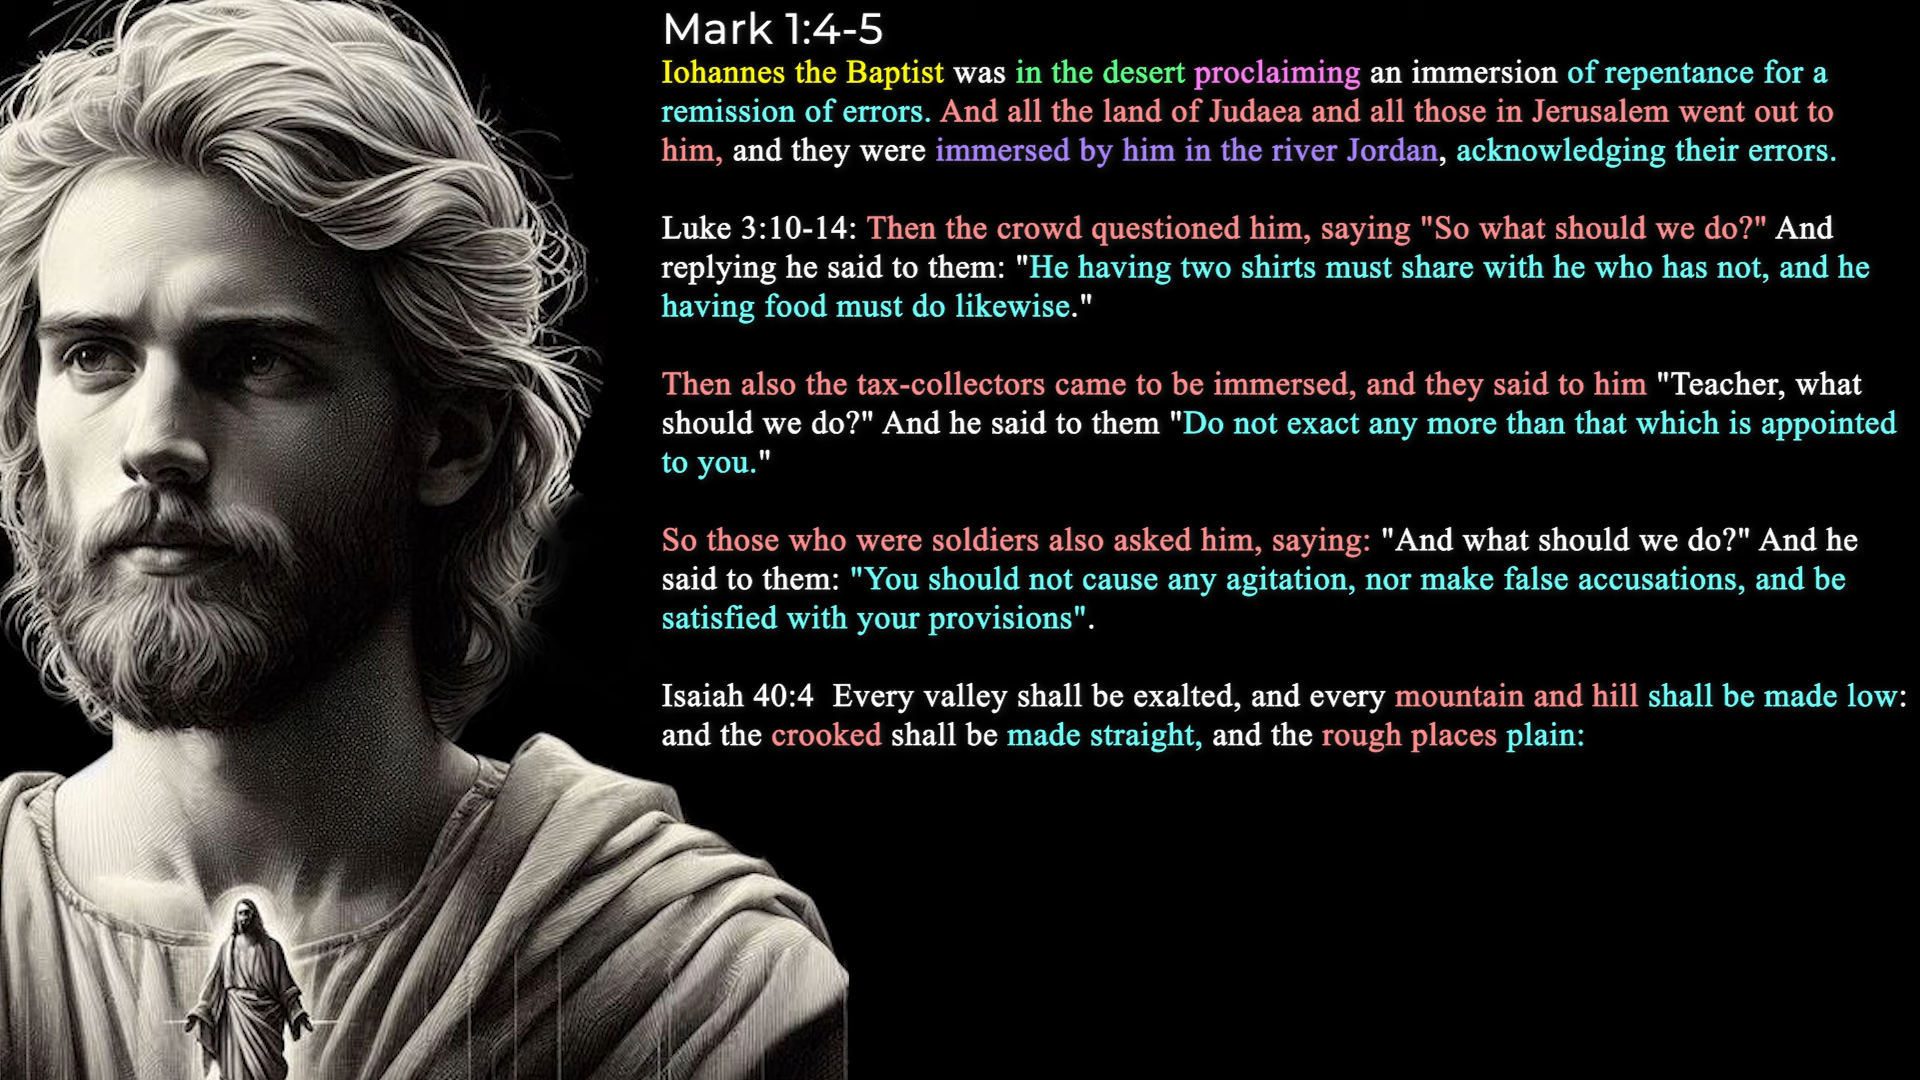 Mark 1:4-5
Iohannes the Baptist was in the desert proclaiming an immersion of repentance for a
remission of errors. And all the land of Judaea and all those in Jerusalem went out to
him, and they were immersed by him in the river Jordan, acknowledging their errors.
Luke 3:10-14: Then the crowd questioned him, saying "So what should we do?" And
replying he said to them: "He having two shirts must share with he who has not, and he
having food must do likewise."
Then also the tax-collectors came to be immersed, and they said to him "Teacher, what
should we do?" And he said to them "Do not exact any more than that which is appointed
to you."
So those who were soldiers also asked him, saying: "And what should we do?" And he
said to them: "You should not cause any agitation, nor make false accusations, and be
satisfied with your provisions".
Isaiah 40:4  Every valley shall be exalted, and every mountain and hill shall be made low:
and the crooked shall be made straight, and the rough places plain: